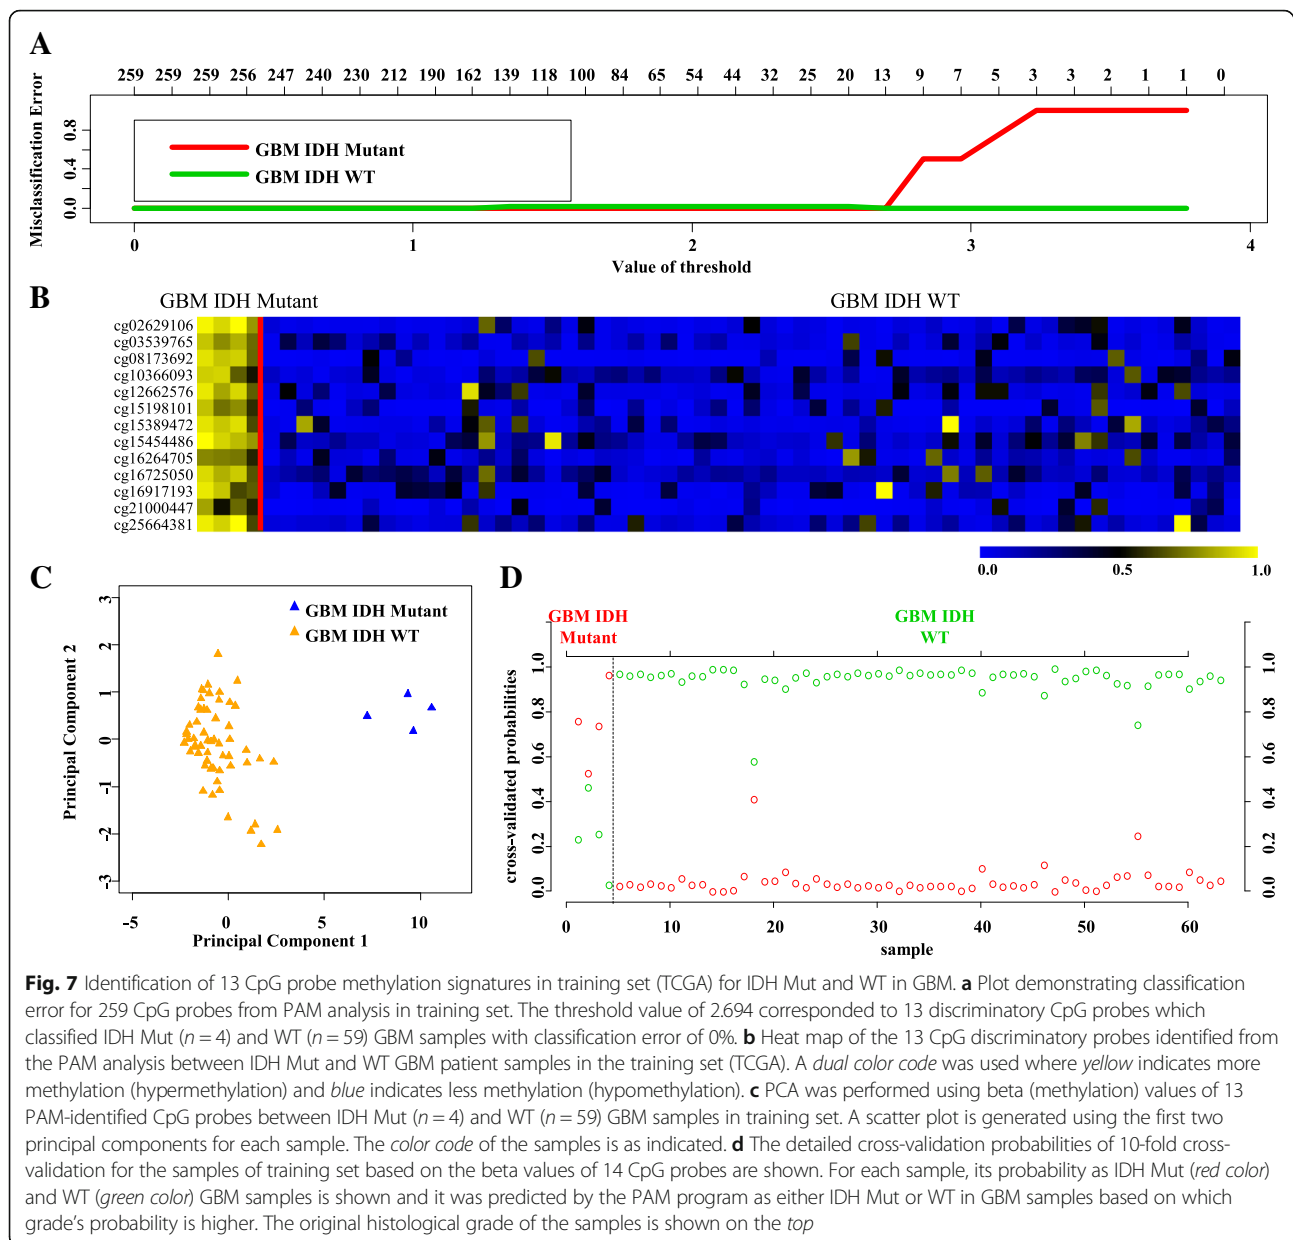 A
259 259 259 256 247 240 230 212 190 162 139 118 100 84 65 54 44 32 25 20 13 9 7 5 3 3 2 1 1 0
Misclassification Error
0.8
0.4
0.0
GBM IDH Mutant
GBM IDH WT
0 1 2 3 4
Value of threshold
B
GBM IDH Mutant GBM IDH WT
cg02629106
cg03539765
cg08173692
cg10366093
cg12662576
cg15198101
cg15389472
cg15454486
cg16264705
cg16725050
cg16917193
cg21000447
cg25664381
0.0 0.5 1.0
C
Principal Component 2
3
2
1
0
-1
-2
-3
GBM IDH Mutant
GBM IDH WT
-5 0 5 10
Principal Component 1
D
GBM IDH
Mutant
GBM IDH
WT
cross-validated probabilities
1.0 1.0
0.8 0.8
0.6 0.6
0.4 0.4
0.2 0.2
0.0 0.0
0 10 20 30 40 50 60
sample
Fig. 7 Identification of 13 CpG probe methylation signatures in training set (TCGA) for IDH Mut and WT in GBM. a Plot demonstrating classification
error for 259 CpG probes from PAM analysis in training set. The threshold value of 2.694 corresponded to 13 discriminatory CpG probes which
classified IDH Mut (n = 4) and WT (n = 59) GBM samples with classification error of 0%. b Heat map of the 13 CpG discriminatory probes identified from
the PAM analysis between IDH Mut and WT GBM patient samples in the training set (TCGA). A dual color code was used where yellow indicates more
methylation (hypermethylation) and blue indicates less methylation (hypomethylation). c PCA was performed using beta (methylation) values of 13
PAM-identified CpG probes between IDH Mut (n = 4) and WT (n = 59) GBM samples in training set. A scatter plot is generated using the first two
principal components for each sample. The color code of the samples is as indicated. d The detailed cross-validation probabilities of 10-fold cross-
validation for the samples of training set based on the beta values of 14 CpG probes are shown. For each sample, its probability as IDH Mut (red color)
and WT (green color) GBM samples is shown and it was predicted by the PAM program as either IDH Mut or WT in GBM samples based on which
grade's probability is higher. The original histological grade of the samples is shown on the top